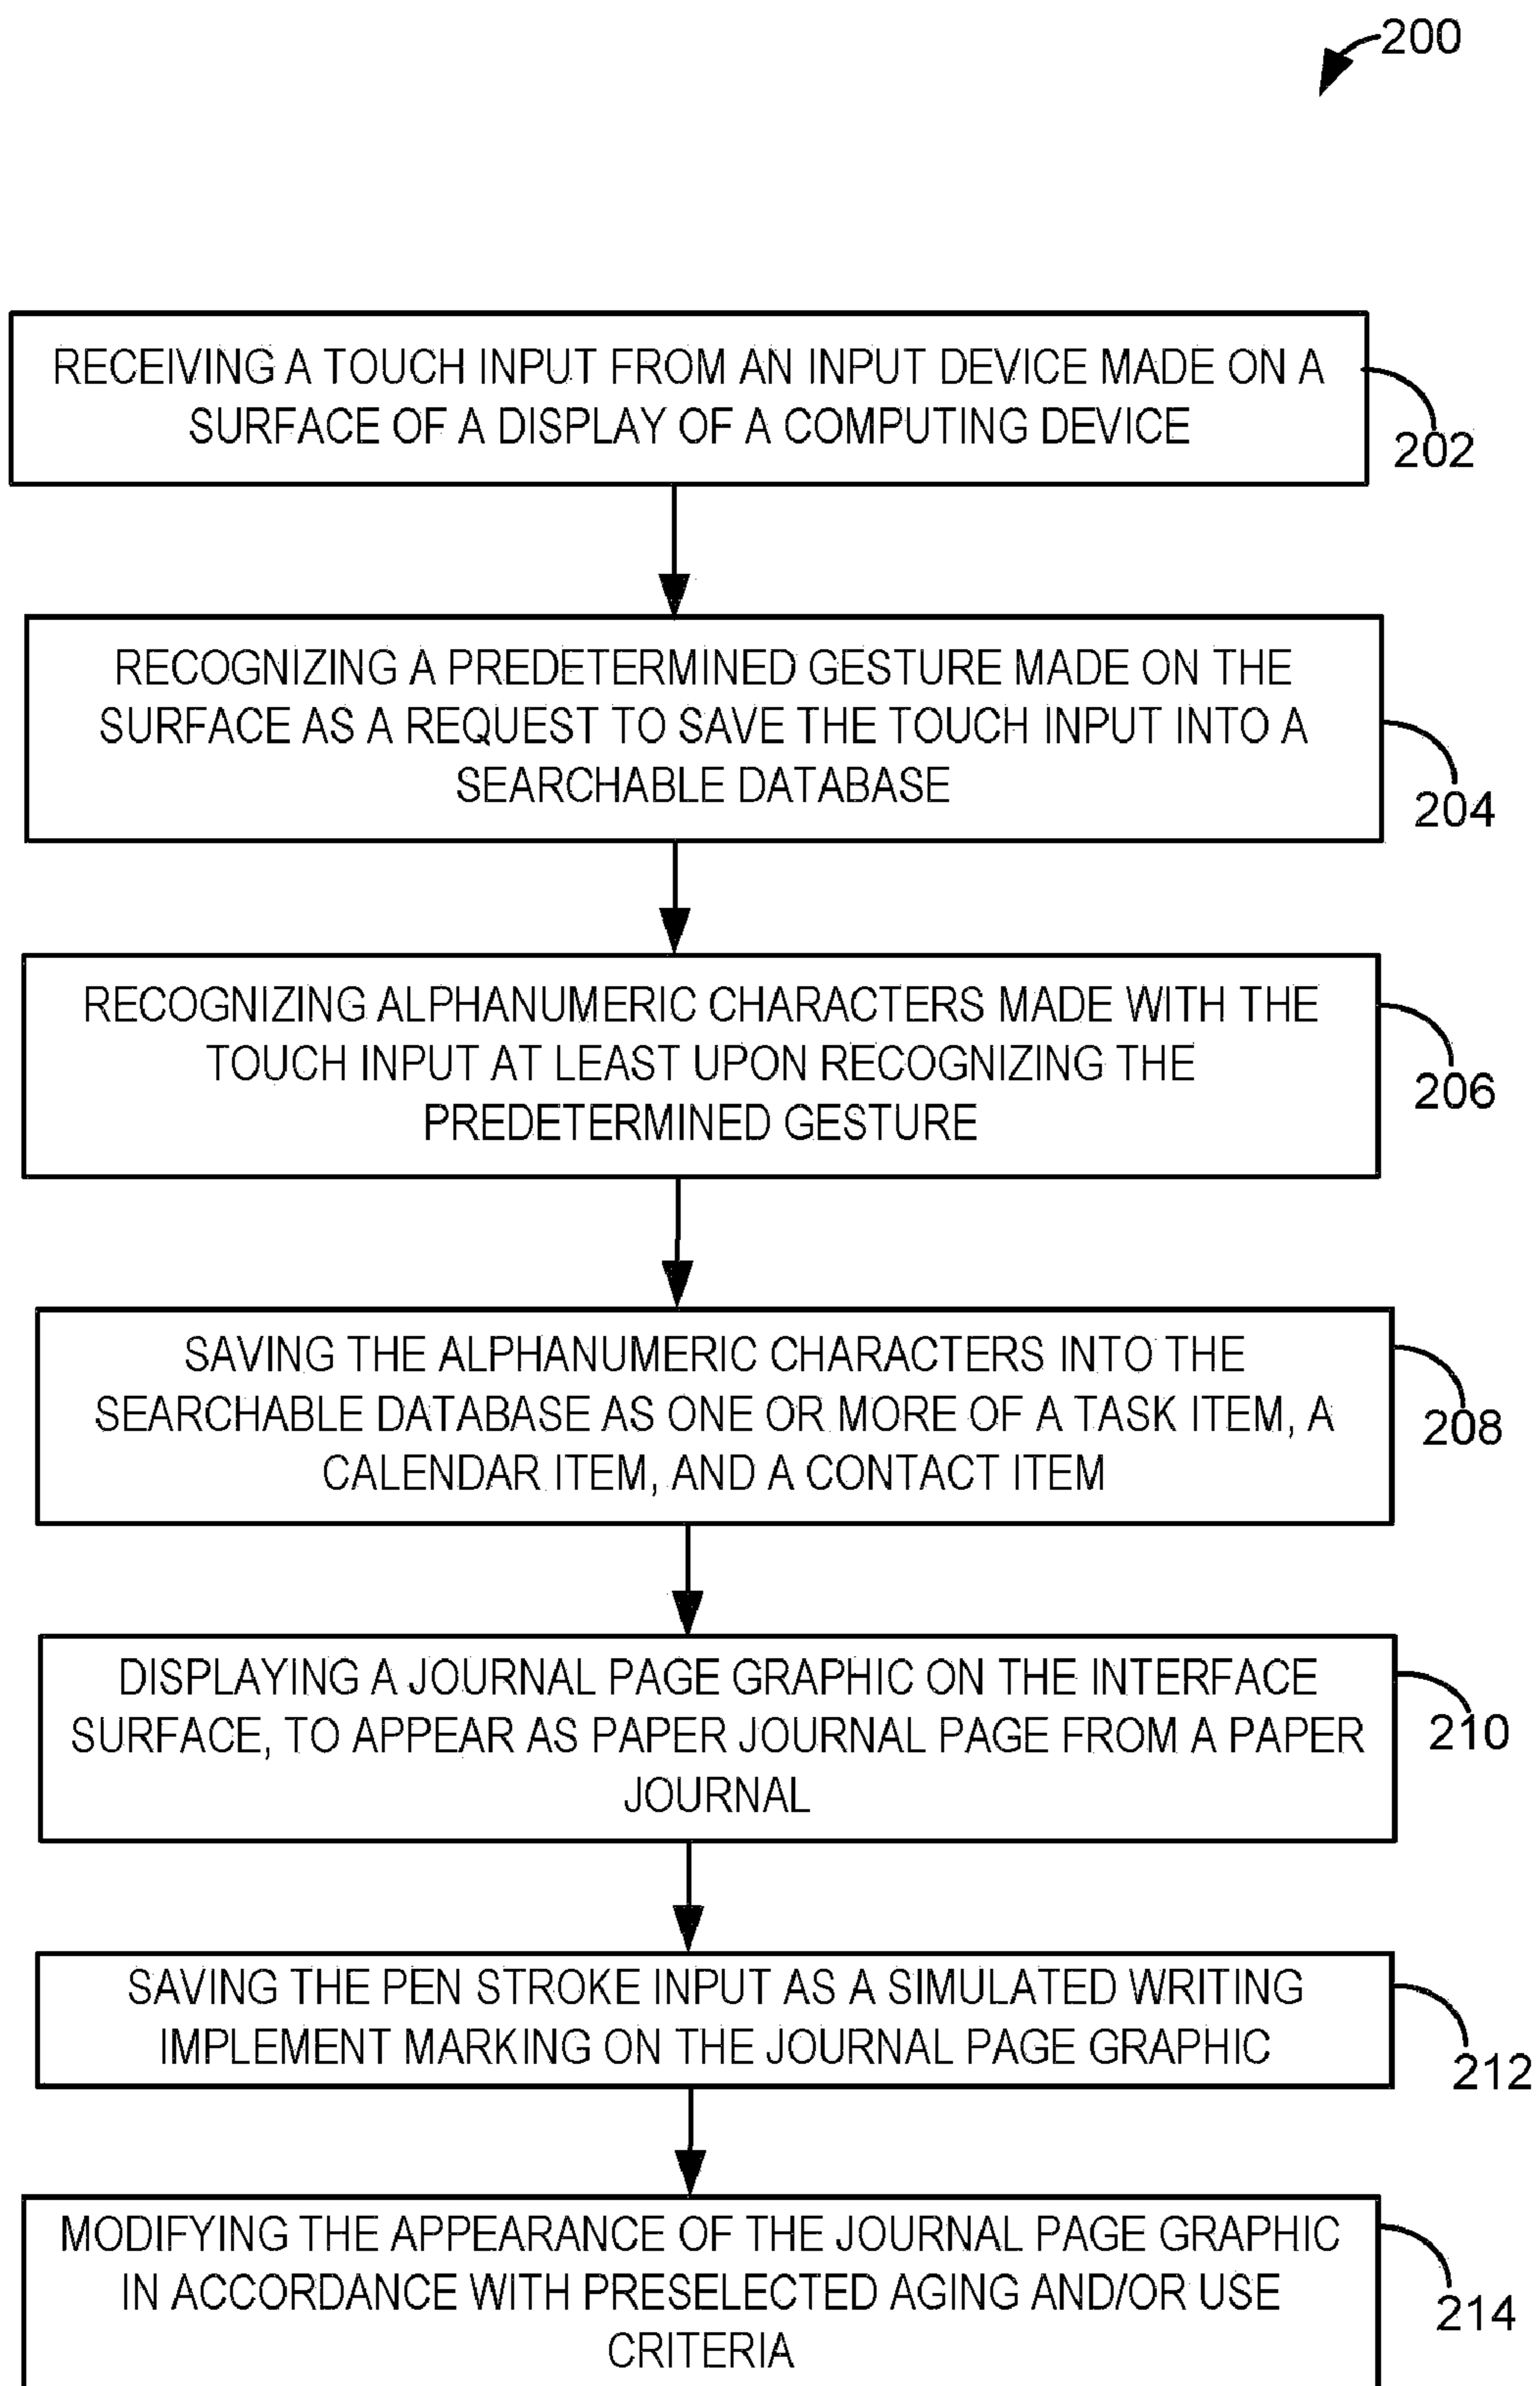 200
RECEIVING A TOUCH INPUT FROM AN INPUT DEVICE MADE ON A
SURFACE OF A DISPLAY OF A COMPUTING DEVICE
202
RECOGNIZING A PREDETERMINED GESTURE MADE ON THE
SURFACE AS A REQUEST TO SAVE THE TOUCH INPUT INTO A
SEARCHABLE DATABASE
204
RECOGNIZING ALPHANUMERIC CHARACTERS MADE WITH THE
TOUCH INPUT AT LEAST UPON RECOGNIZING THE
PREDETERMINED GESTURE
206
SAVING THE ALPHANUMERIC CHARACTERS INTO THE
SEARCHABLE DATABASE AS ONE OR MORE OF A TASK ITEM, A
CALENDAR ITEM, AND A CONTACT ITEM
208
DISPLAYING A JOURNAL PAGE GRAPHIC ON THE INTERFACE
SURFACE, TO APPEAR AS PAPER JOURNAL PAGE FROM A PAPER
JOURNAL
210
SAVING THE PEN STROKE INPUT AS A SIMULATED WRITING
IMPLEMENT MARKING ON THE JOURNAL PAGE GRAPHIC
212
MODIFYING THE APPEARANCE OF THE JOURNAL PAGE GRAPHIC
IN ACCORDANCE WITH PRESELECTED AGING AND/OR USE
CRITERIA
214